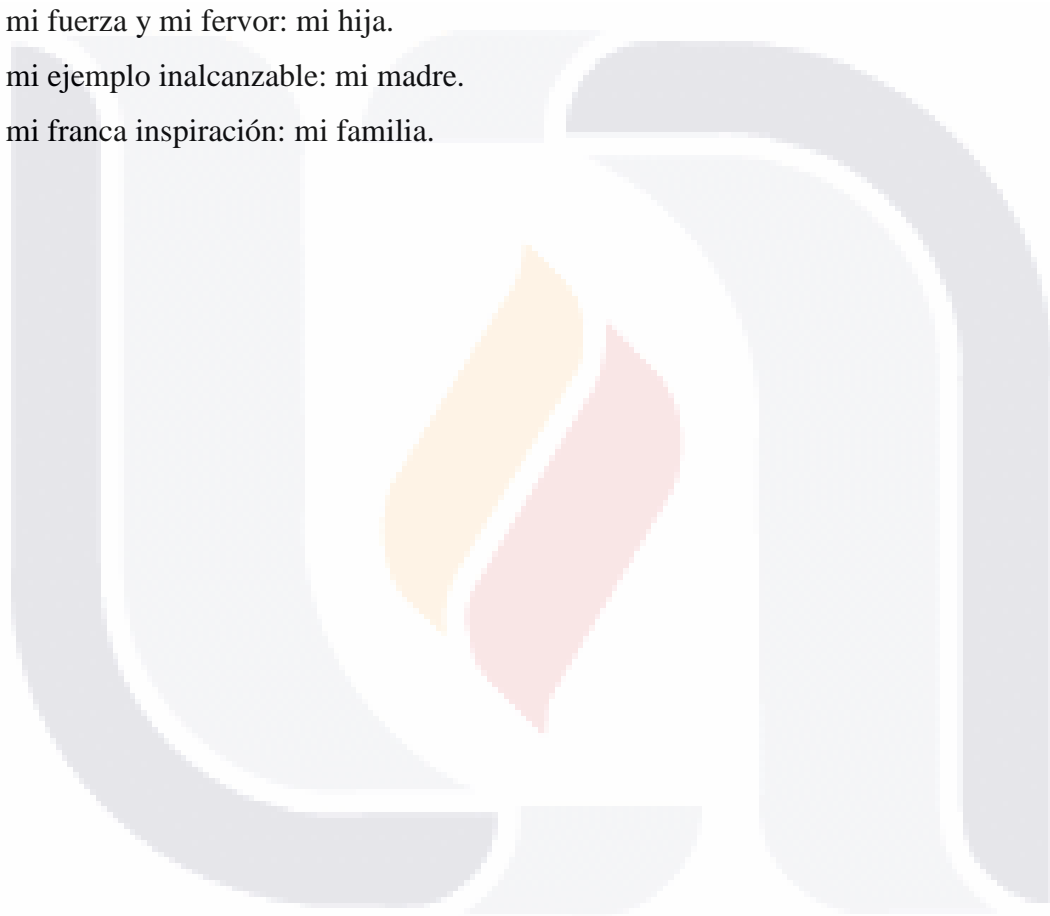 mi fuerza y mi fervor: mi hija.
mi ejemplo inalcanzable: mi madre.
mi franca inspiración: mi familia.